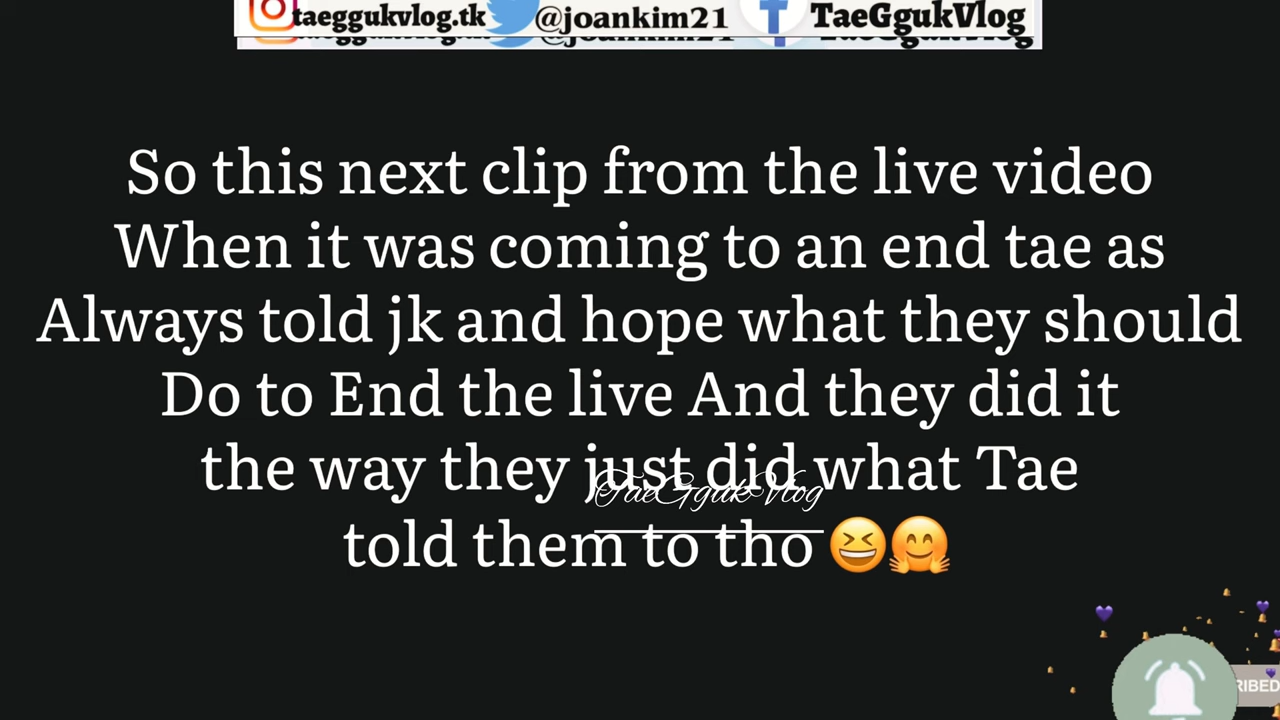 taeggukvlog.tk @joankim21 TaeGgukVlog
So this next clip from the live video
When it was coming to an end tae as
Always told jk and hope what they should
Do to End the live And they did it
the way they just did what Tae
TaeGgukVlog
told them to tho 😆🤗
RIBED